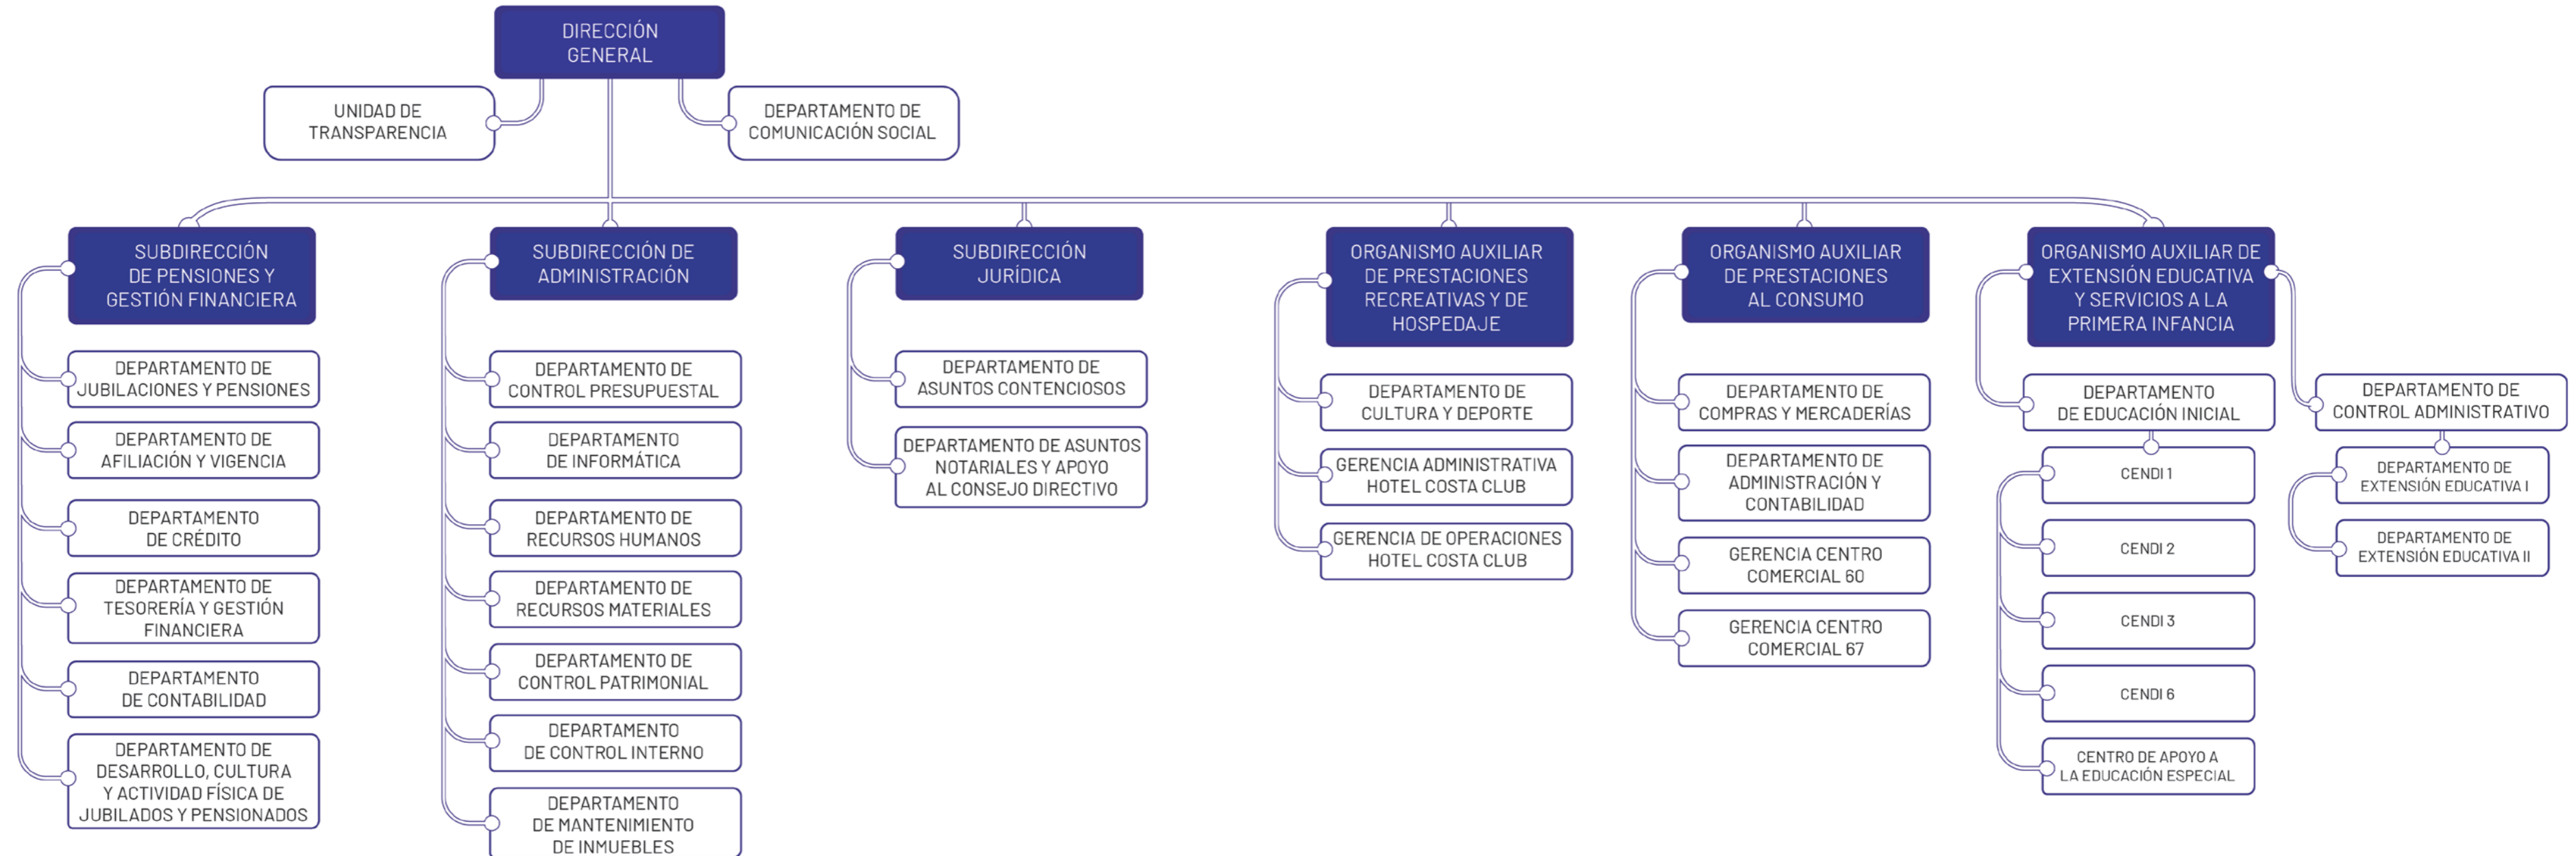 DIRECCIÓN
GENERAL
UNIDAD DE
TRANSPARENCIA
DEPARTAMENTO DE
COMUNICACIÓN SOCIAL
SUBDIRECCIÓN
DE PENSIONES Y
GESTIÓN FINANCIERA
DEPARTAMENTO DE
JUBILACIONES Y PENSIONES
DEPARTAMENTO DE
AFILIACIÓN Y VIGENCIA
DEPARTAMENTO
DE CRÉDITO
DEPARTAMENTO DE
TESORERÍA Y GESTIÓN
FINANCIERA
DEPARTAMENTO
DE CONTABILIDAD
DEPARTAMENTO DE
DESARROLLO, CULTURA
Y ACTIVIDAD FÍSICA DE
JUBILADOS Y PENSIONADOS
SUBDIRECCIÓN DE
ADMINISTRACIÓN
DEPARTAMENTO DE
CONTROL PRESUPUESTAL
DEPARTAMENTO
DE INFORMÁTICA
DEPARTAMENTO DE
RECURSOS HUMANOS
DEPARTAMENTO DE
RECURSOS MATERIALES
DEPARTAMENTO DE
CONTROL PATRIMONIAL
DEPARTAMENTO
DE CONTROL INTERNO
DEPARTAMENTO
DE MANTENIMIENTO
DE INMUEBLES
SUBDIRECCIÓN
JURÍDICA
DEPARTAMENTO DE
ASUNTOS CONTENCIOSOS
DEPARTAMENTO DE ASUNTOS
NOTARIALES Y APOYO
AL CONSEJO DIRECTIVO
ORGANISMO AUXILIAR
DE PRESTACIONES
RECREATIVAS Y DE
HOSPEDAJE
DEPARTAMENTO DE
CULTURA Y DEPORTE
GERENCIA ADMINISTRATIVA
HOTEL COSTA CLUB
GERENCIA DE OPERACIONES
HOTEL COSTA CLUB
ORGANISMO AUXILIAR
DE PRESTACIONES
AL CONSUMO
DEPARTAMENTO DE
COMPRAS Y MERCADERÍAS
DEPARTAMENTO DE
ADMINISTRACIÓN Y
CONTABILIDAD
GERENCIA CENTRO
COMERCIAL 60
GERENCIA CENTRO
COMERCIAL 67
ORGANISMO AUXILIAR DE
EXTENSIÓN EDUCATIVA
Y SERVICIOS A LA
PRIMERA INFANCIA
DEPARTAMENTO
DE EDUCACIÓN INICIAL
CENDI 1
CENDI 2
CENDI 3
CENDI 6
CENTRO DE APOYO A
LA EDUCACIÓN ESPECIAL
DEPARTAMENTO DE
CONTROL ADMINISTRATIVO
DEPARTAMENTO DE
EXTENSIÓN EDUCATIVA I
DEPARTAMENTO DE
EXTENSIÓN EDUCATIVA II